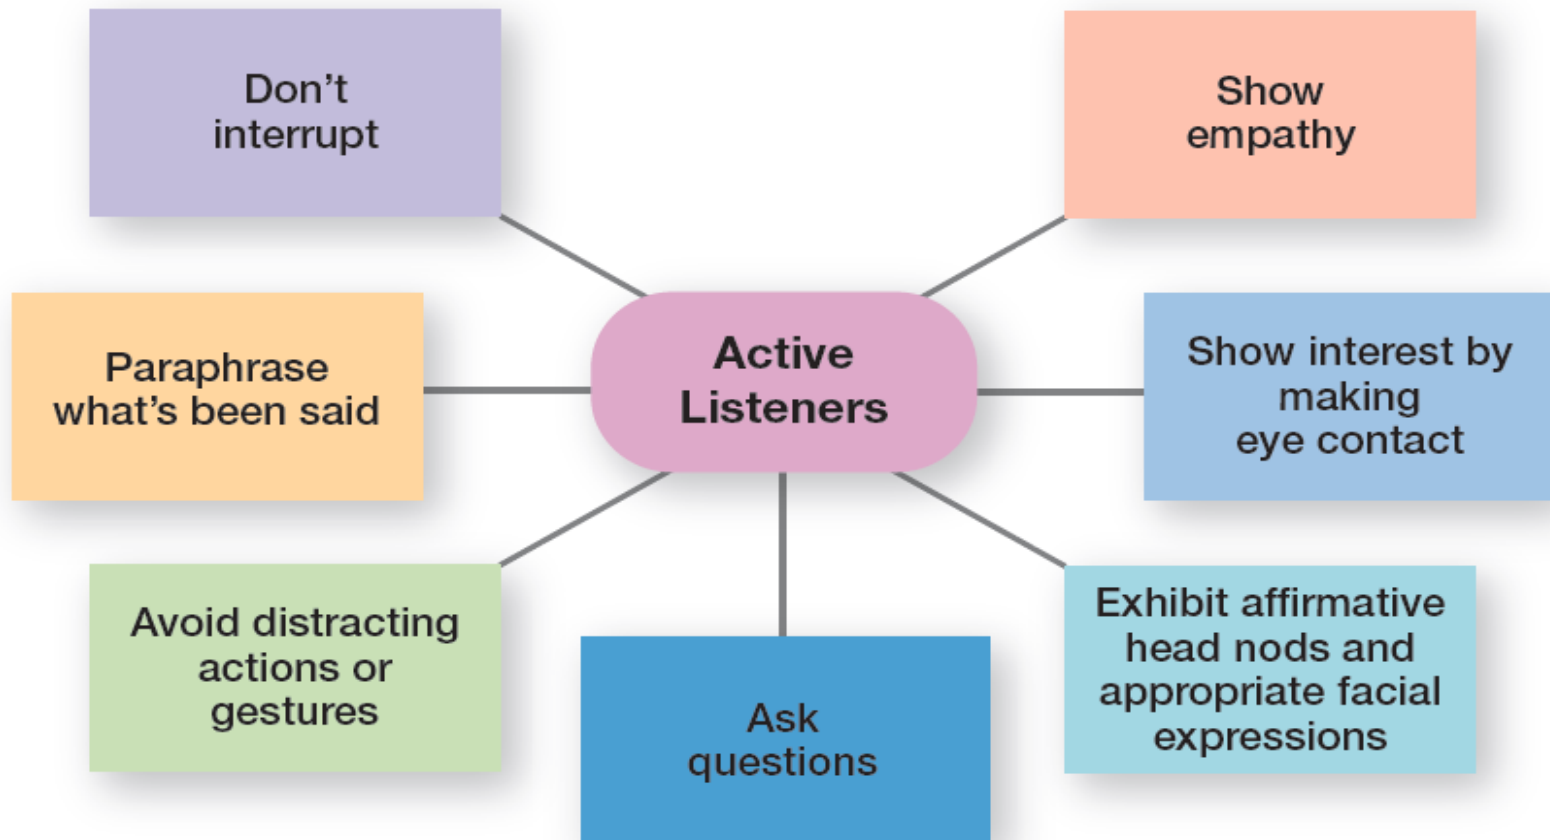 Don’t
interrupt
Show
empathy
Paraphrase
what’s been said
Active
Listeners
Show interest by
making
eye contact
Avoid distracting
actions or
gestures
Ask
questions
Exhibit affirmative
head nods and
appropriate facial
expressions